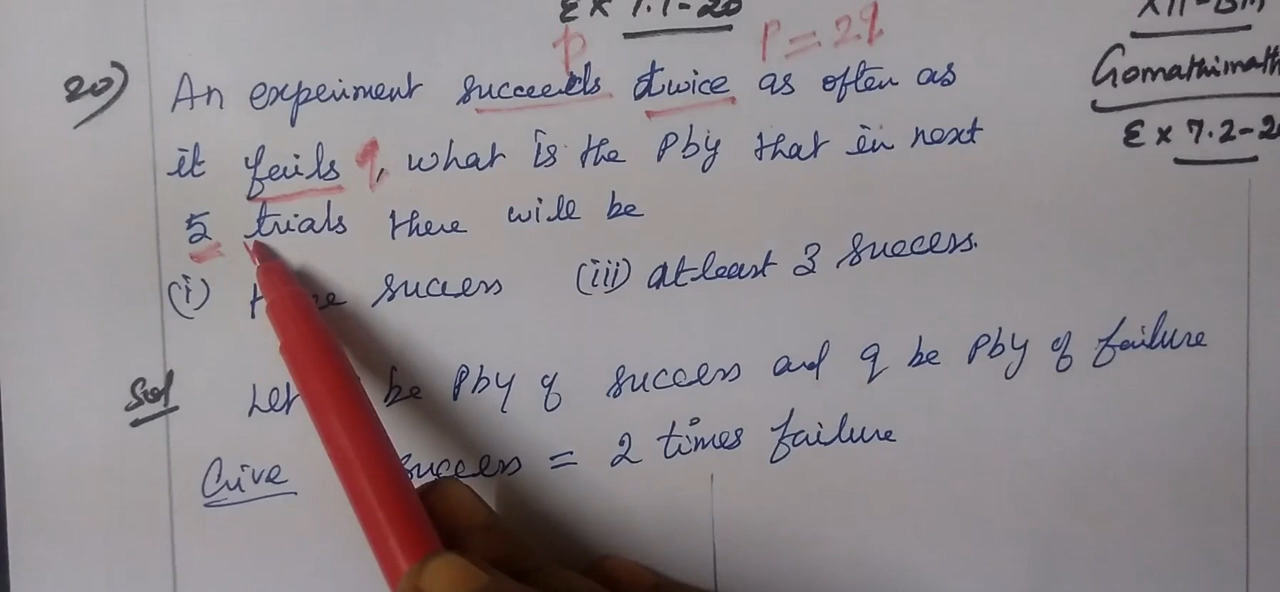 Ex 7.1-20
XII-BM
p
P = 2q
20) An experiment succeeds twice as often as
Gomathimath
it fails q, what is the Pby that in next
Ex 7.2-2
5 trials there will be
(i) success (iii) atleast 3 success.
Sol Let be Pby of success and q be Pby of failure
Give success = 2 times failure